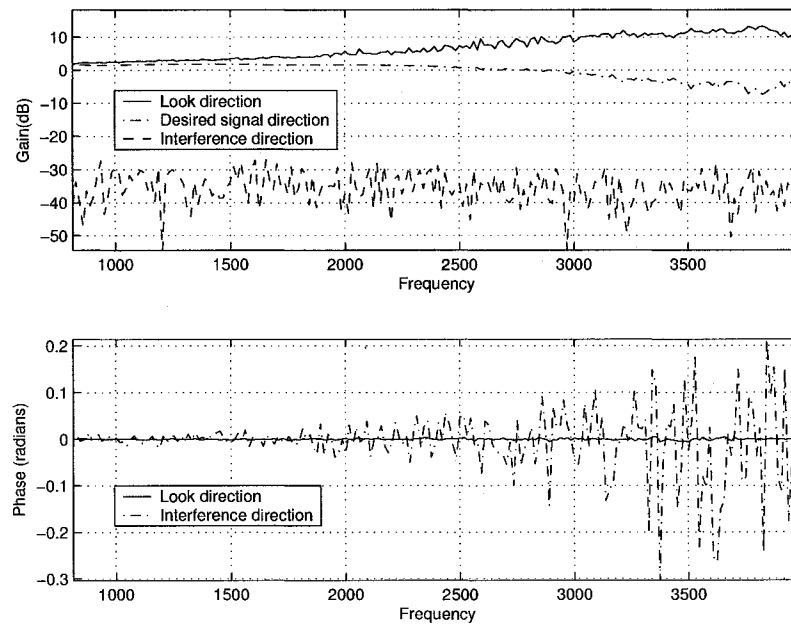 10
0
-10
-20
-30
-40
-50
Gain(dB)
Look direction
Desired signal direction
Interference direction
1000 1500 2000 2500 3000 3500
Frequency
0.2
0.1
0
-0.1
-0.2
-0.3
Phase (radians)
Look direction
Interference direction
1000 1500 2000 2500 3000 3500
Frequency